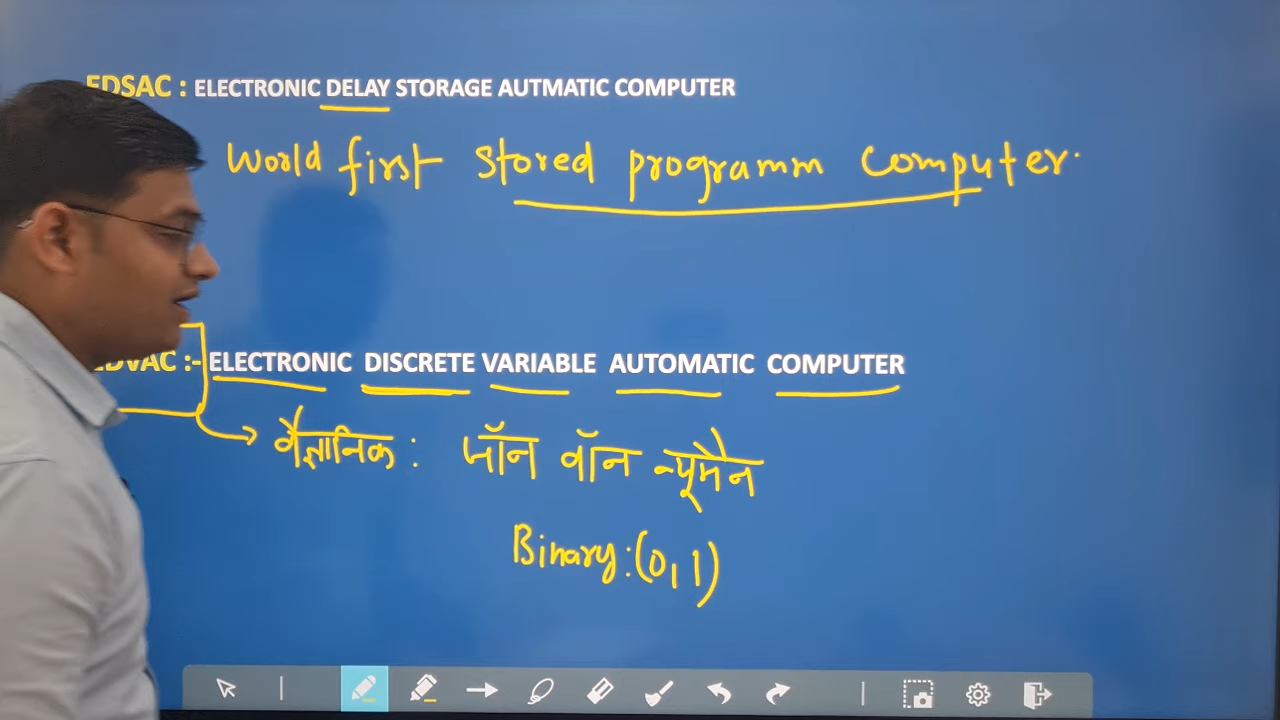 EDSAC : ELECTRONIC DELAY STORAGE AUTMATIC COMPUTER
World first stored programm computer.
EDVAC :- ELECTRONIC DISCRETE VARIABLE AUTOMATIC COMPUTER
वैज्ञानिक : जॉन वॉन न्यूमैन
Binary : (0, 1)